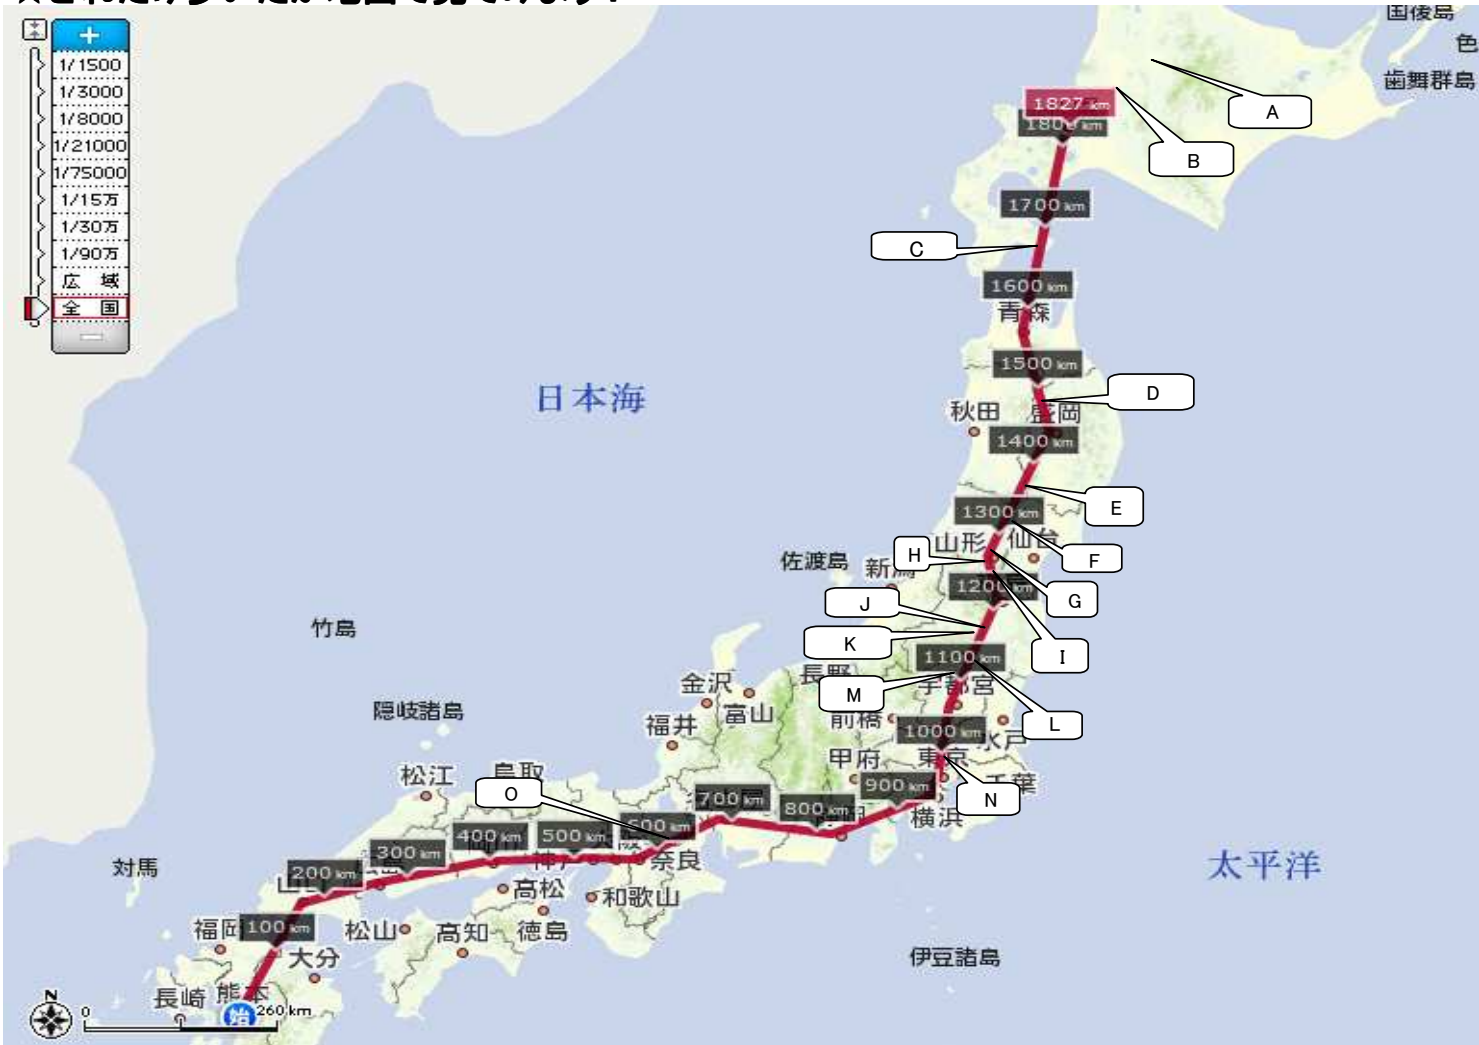 国後島
色
歯舞群島
1/1500
1/3000
1/8000
1/21000
1/75000
1/15万
1/30万
1/90万
広域
全国
1827 km
km
A
B
1700 km
C
1600 km
青森
1500 km
D
日本海
秋田
盛岡
1400 km
E
1300 km
山形
仙台
H
F
佐渡島
新潟
km
G
J
竹島
K
1100 km
I
長野
宇都宮
M
金沢
富山
隠岐諸島
前橋
L
福井
1000 km
水戸
甲府
東京
松江
鳥取
O
900 km
千葉
N
700 km
800 km
横浜
600 km
400 km
500 km
300 km
奈良
太平洋
対馬
200 km
高松
和歌山
福岡
100 km
松山
高知
徳島
大分
伊豆諸島
長崎
熊本
N
0
260 km
始